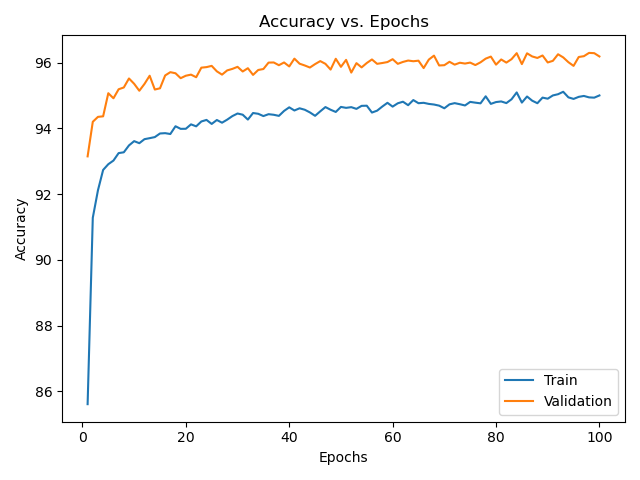 Accuracy vs. Epochs
96
94
92
90
88
86
Accuracy
0 20 40 60 80 100
Epochs
Train
Validation